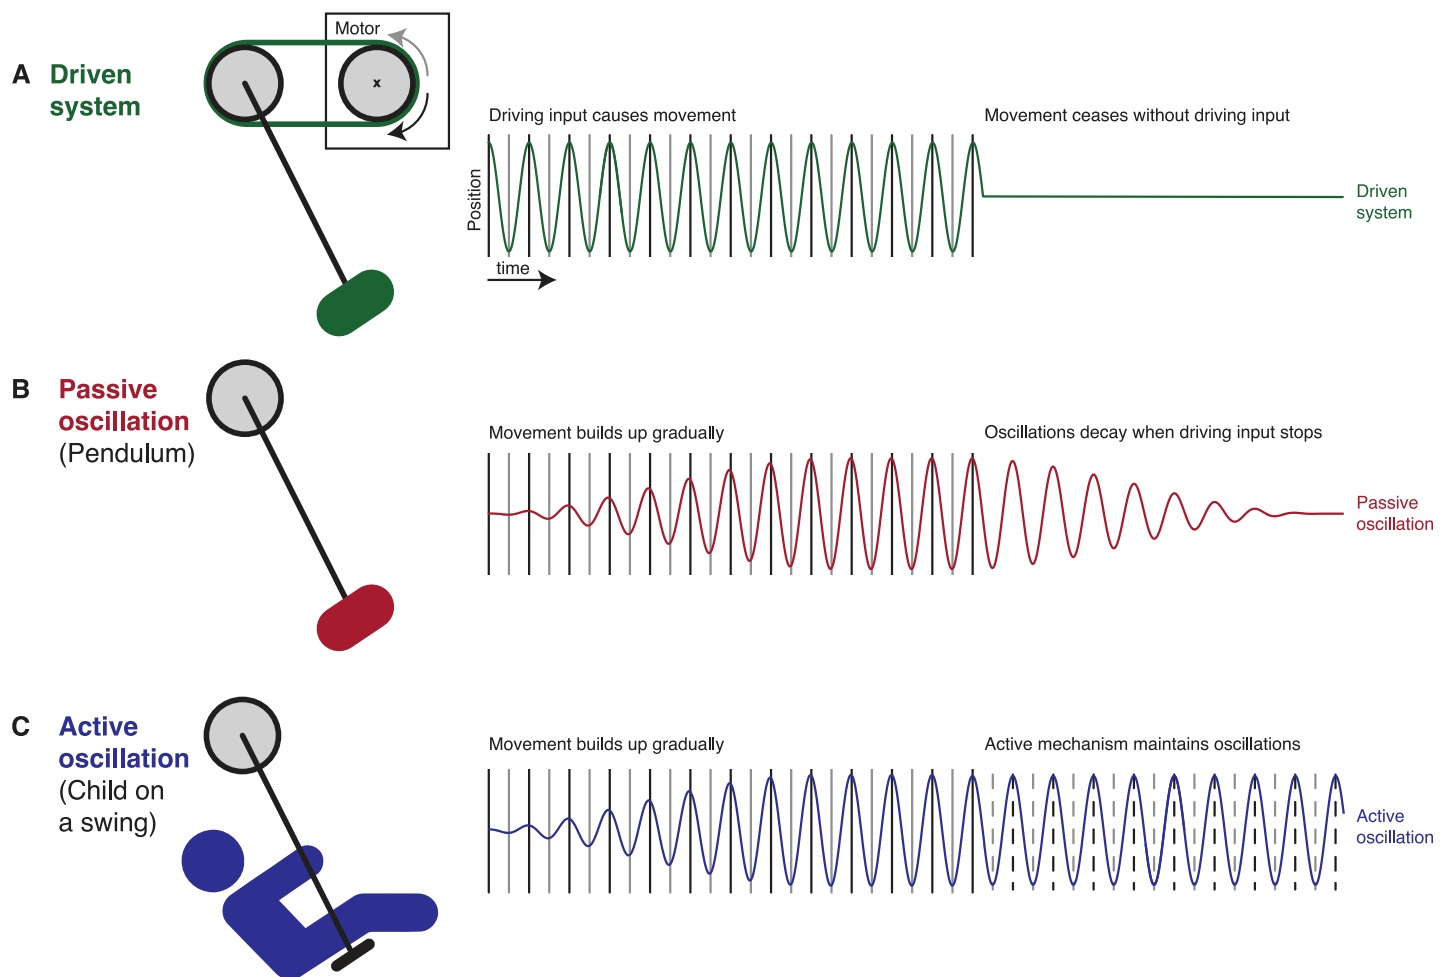 A Driven
system
Motor
x
Driving input causes movement
Movement ceases without driving input
Position
time
Driven
system
B Passive
oscillation
(Pendulum)
Movement builds up gradually
Oscillations decay when driving input stops
Passive
oscillation
C Active
oscillation
(Child on
a swing)
Movement builds up gradually
Active mechanism maintains oscillations
Active
oscillation